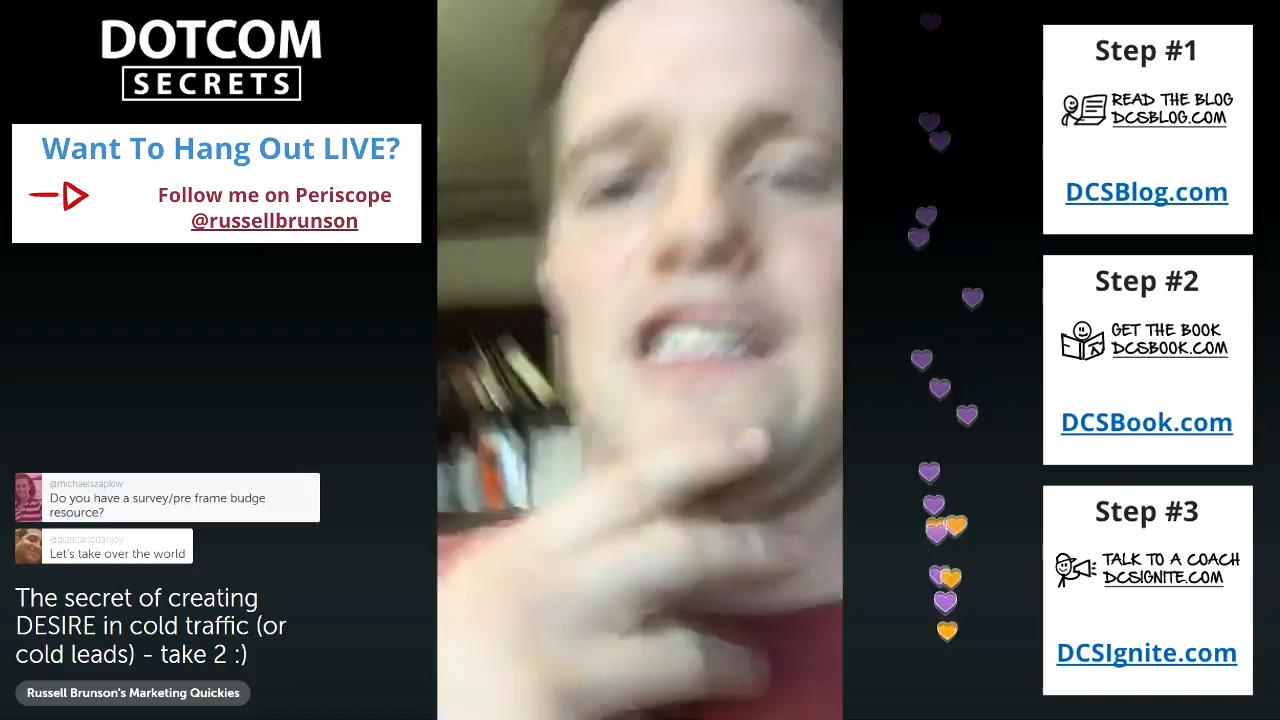 DOTCOM
SECRETS
Want To Hang Out LIVE?
Follow me on Periscope
@russellbrunson
@michaelszapkiw
Do you have a survey/pre frame budge
resource?
@giancarlodanjoy
Let's take over the world
The secret of creating
DESIRE in cold traffic (or
cold leads) - take 2 :)
Russell Brunson's Marketing Quickies
Step #1
READ THE BLOG
DCSBLOG.COM
DCSBlog.com
Step #2
GET THE BOOK
DCSBOOK.COM
DCSBook.com
Step #3
TALK TO A COACH
DCSIGNITE.COM
DCSIgnite.com